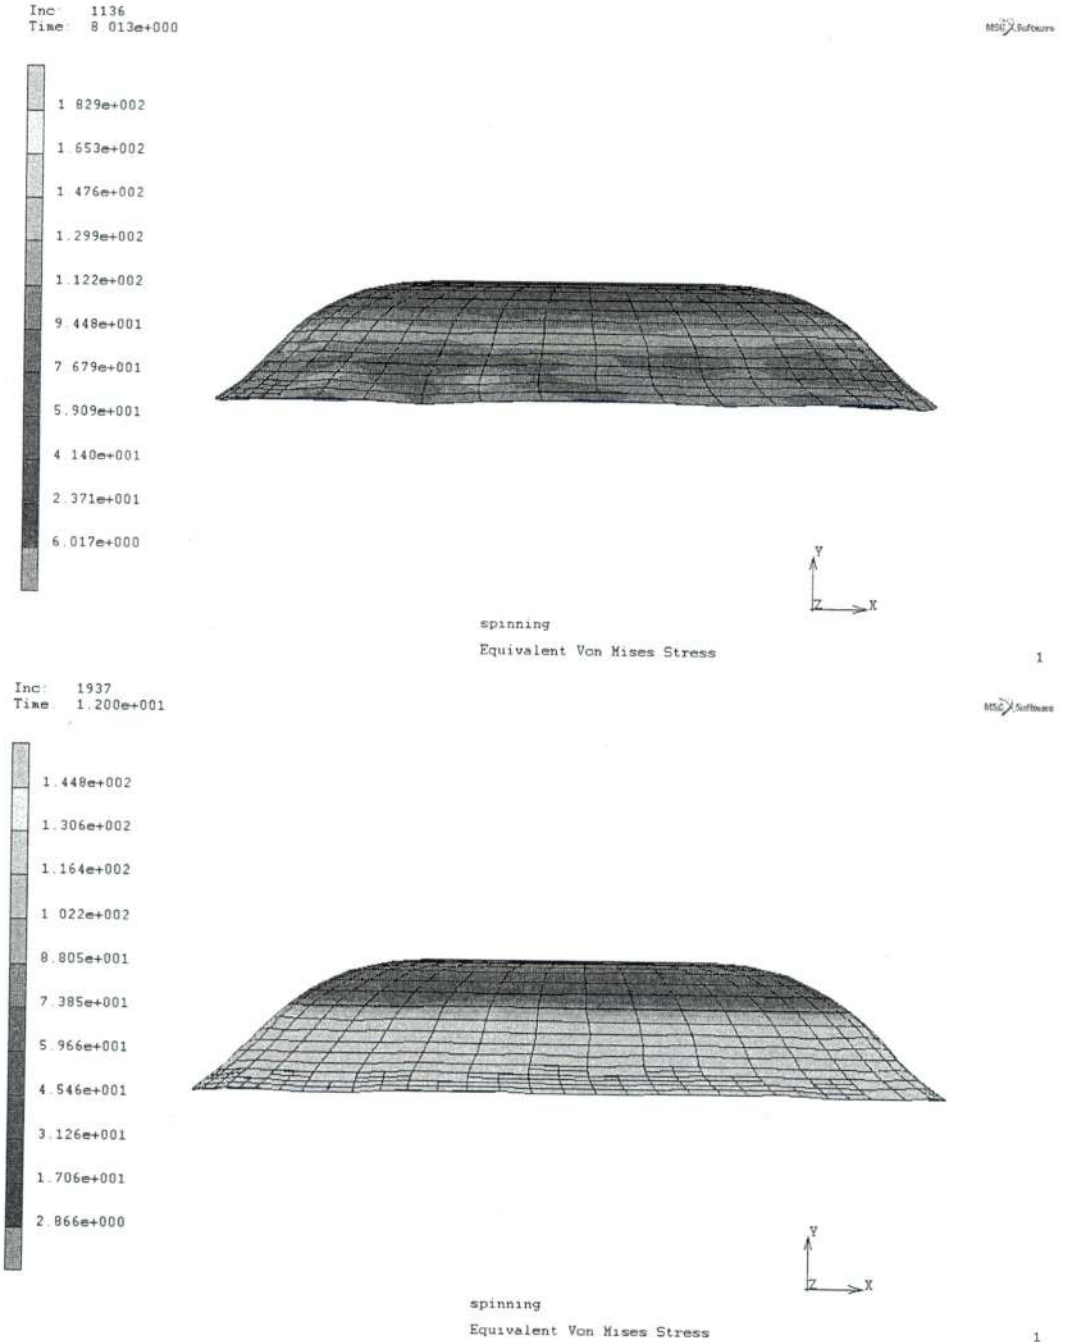 Inc: 1136
Time: 8 013e+000
MSC Software
1 829e+002
1.653e+002
1 476e+002
1.299e+002
1.122e+002
9.448e+001
7 679e+001
5.909e+001
4 140e+001
2.371e+001
6.017e+000
Y
Z X
spinning
Equivalent Von Mises Stress
1
Inc: 1937
Time. 1.200e+001
MSC Software
1.448e+002
1.306e+002
1.164e+002
1 022e+002
8.805e+001
7.385e+001
5.966e+001
4.546e+001
3.126e+001
1.706e+001
2.866e+000
Y
Z X
spinning
Equivalent Von Mises Stress
1